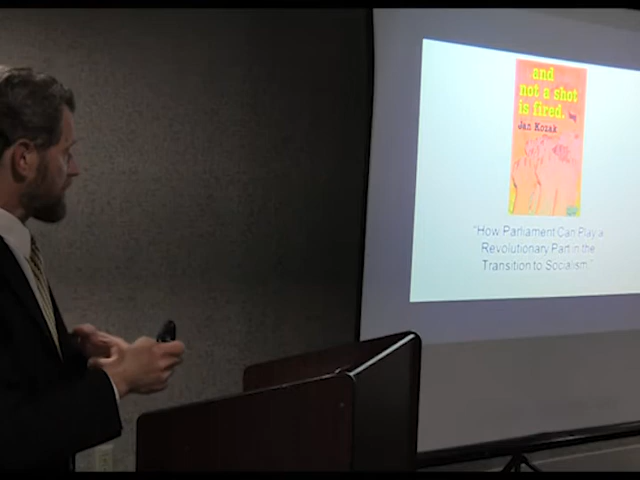 and
not a shot
is fired.
Jan Kozak
"How Parliament Can Play a
Revolutionary Part in the
Transition to Socialism."